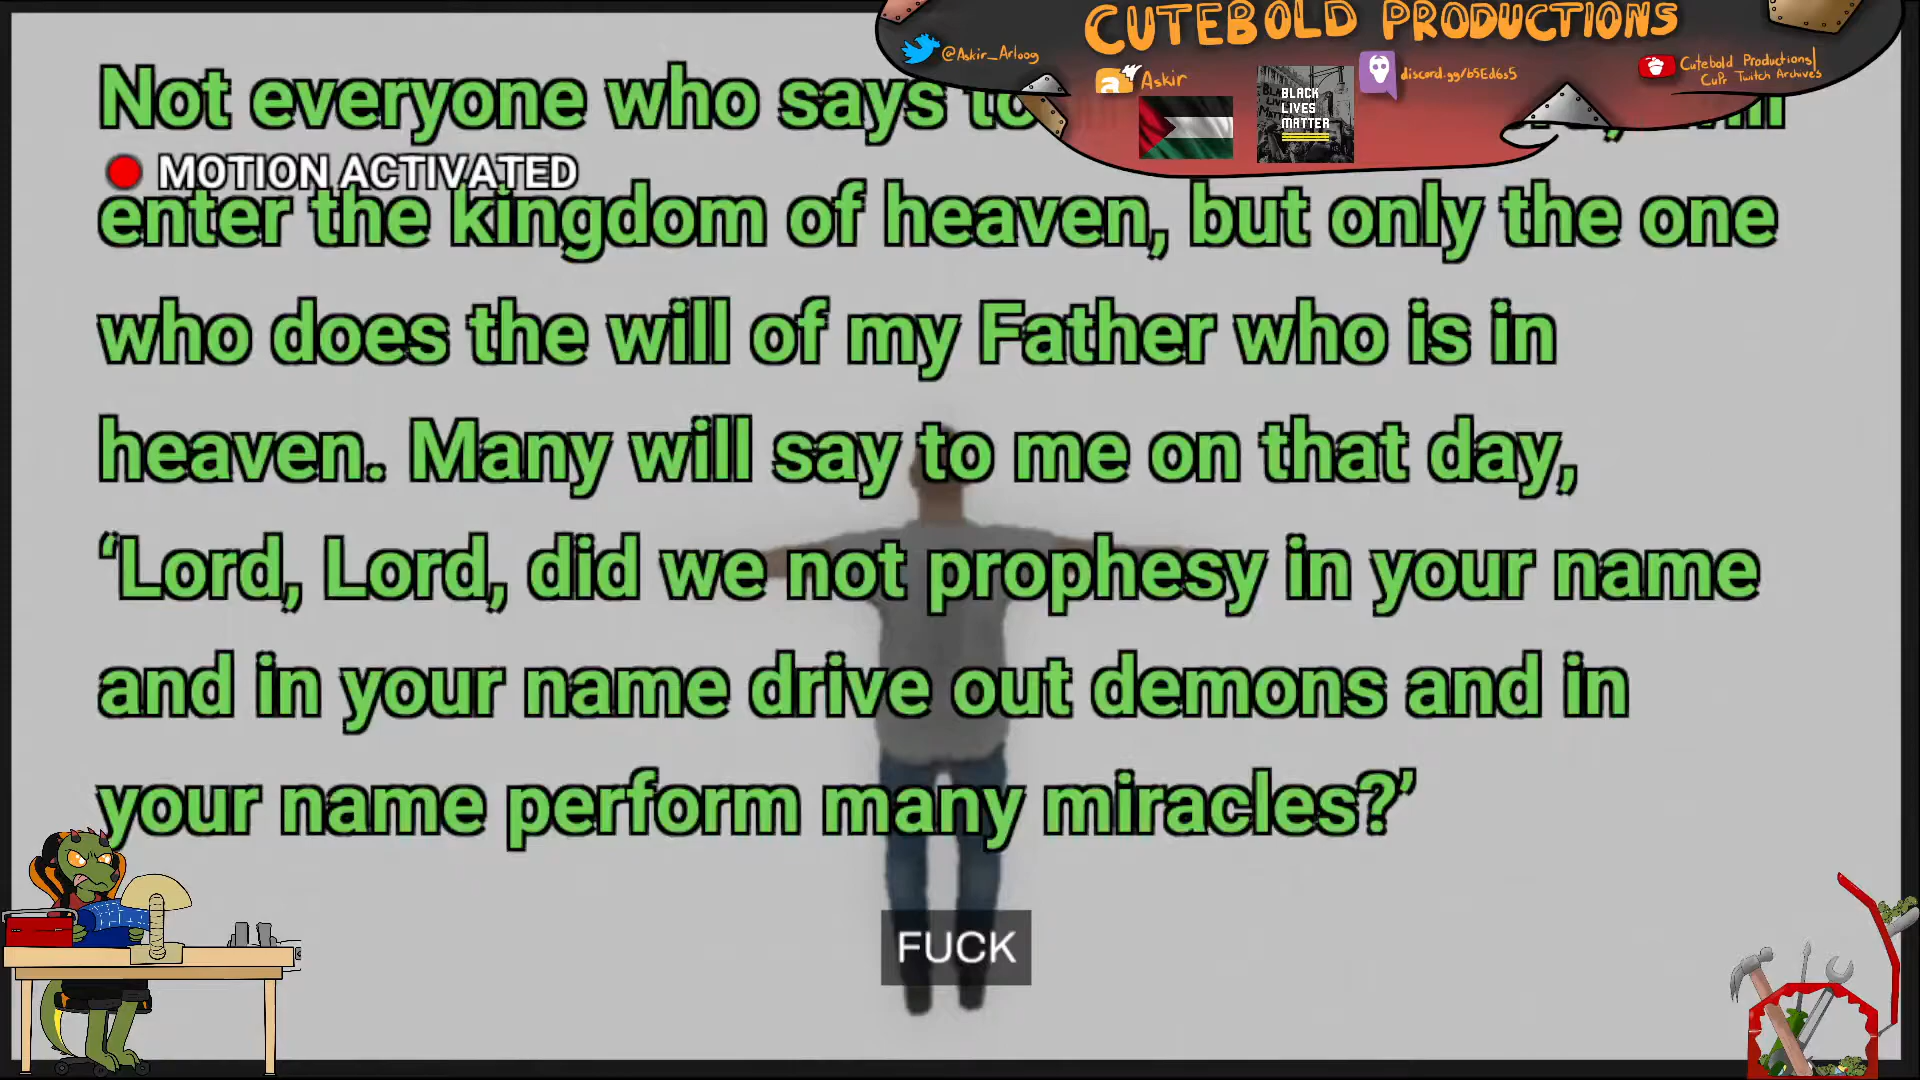 CUTEBOLD PRODUCTIONS
@Askir_Arloog
Askir
discord.gg/b5Ed6s5
Cutebold Productions|
CuPr Twitch Archives
BLACK
LIVES
MATTER
Not everyone who says to
MOTION ACTIVATED
enter the kingdom of heaven, but only the one
who does the will of my Father who is in
heaven. Many will say to me on that day,
‘Lord, Lord, did we not prophesy in your name
and in your name drive out demons and in
your name perform many miracles?’
FUCK